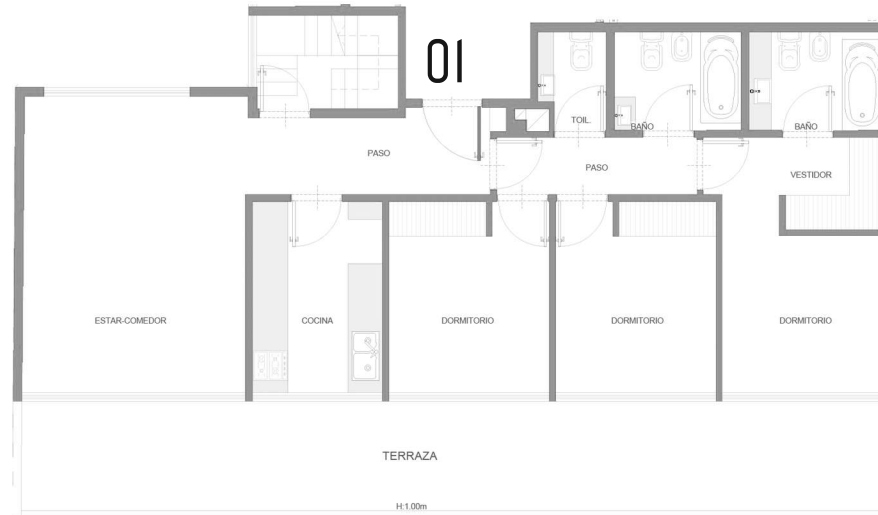 01
TOIL.
BAÑO
BAÑO
PASO
PASO
VESTIDOR
ESTAR-COMEDOR
COCINA
DORMITORIO
DORMITORIO
DORMITORIO
TERRAZA
H:1.00m